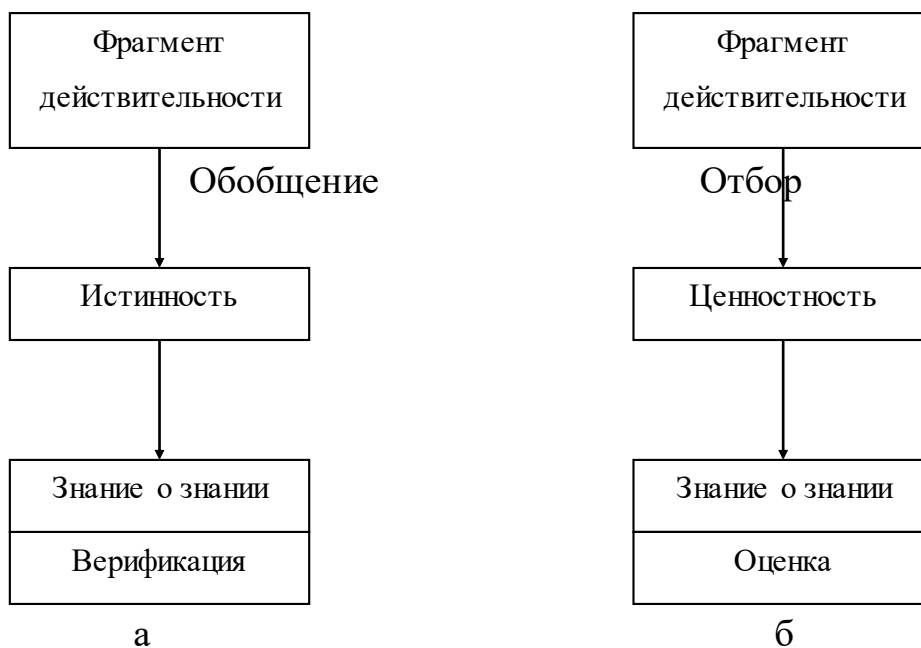 Фрагмент
действительности
Обобщение
Истинность
Знание о знании
Верификация
а
Фрагмент
действительности
Отбор
Ценностность
Знание о знании
Оценка
б